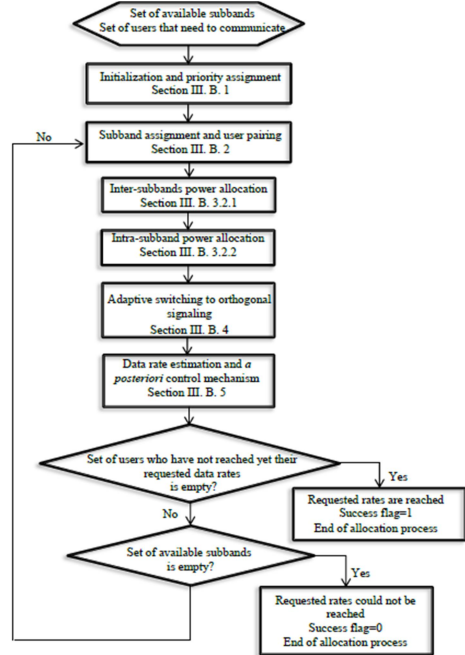 Set of available subbands
Set of users that need to communicate
Initialization and priority assignment
Section III. B. 1
No
Subband assignment and user pairing
Section III. B. 2
Inter-subbands power allocation
Section III. B. 3.2.1
Intra-subband power allocation
Section III. B. 3.2.2
Adaptive switching to orthogonal
signaling
Section III. B. 4
Data rate estimation and a
posteriori control mechanism
Section III. B. 5
Set of users who have not reached yet their
requested data rates
is empty?
Yes
Requested rates are reached
Success flag=1
End of allocation process
No
Set of available subbands
is empty?
Yes
Requested rates could not be
reached
Success flag=0
End of allocation process